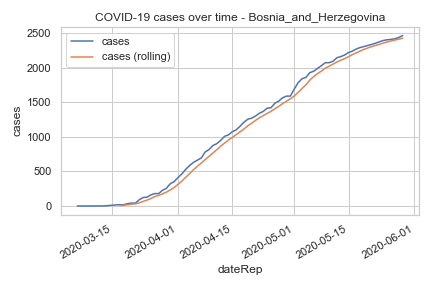 COVID-19 cases over time - Bosnia_and_Herzegovina
cases
cases (rolling)
2500
2000
1500
1000
500
0
cases
2020-03-15
2020-04-01
2020-04-15
2020-05-01
2020-05-15
2020-06-01
dateRep